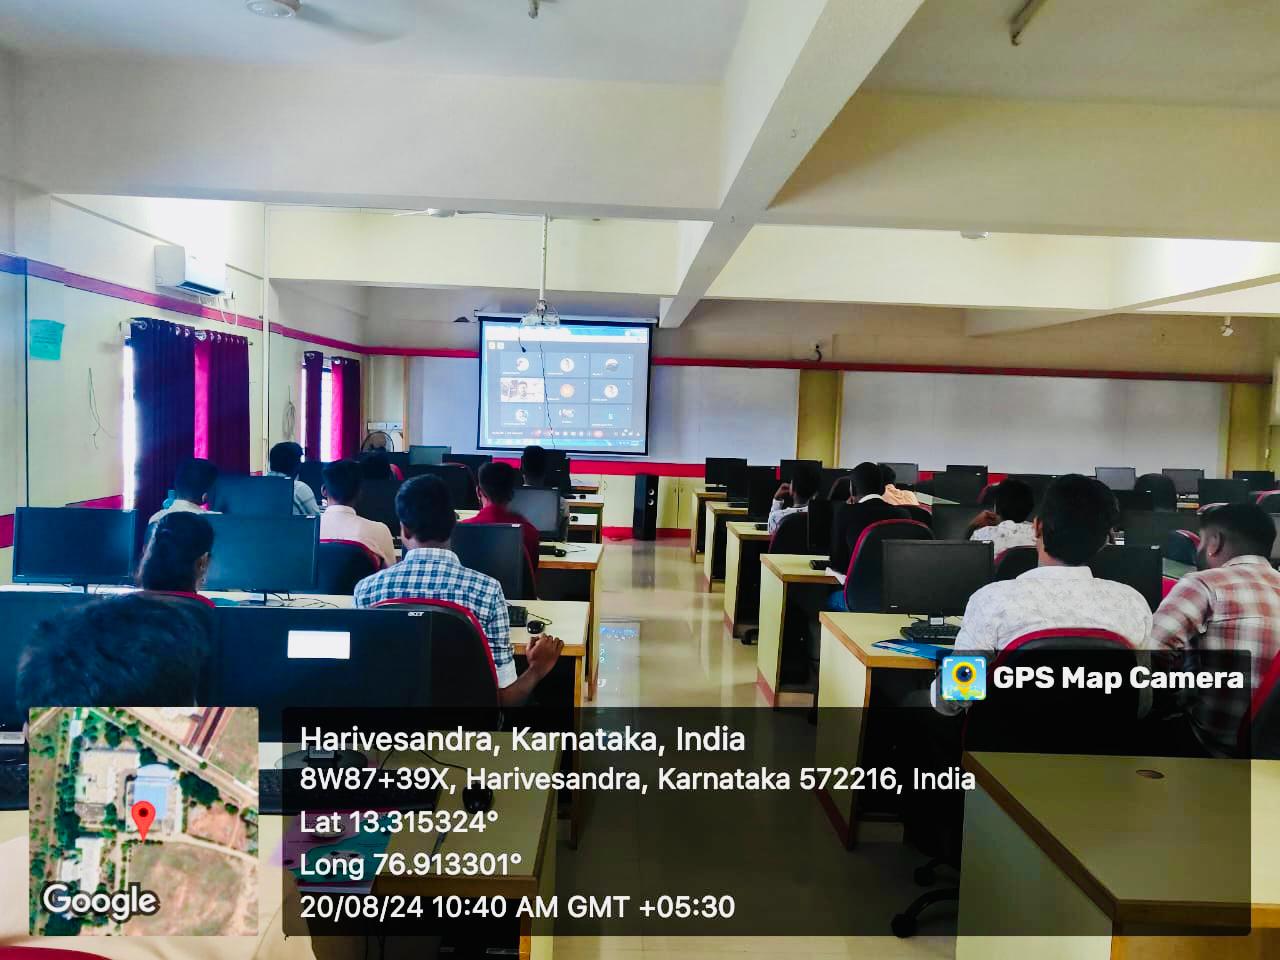 acer
GPS Map Camera
Harivesandra, Karnataka, India
8W87+39X, Harivesandra, Karnataka 572216, India
Lat 13.315324°
Long 76.913301°
20/08/24 10:40 AM GMT +05:30
Google